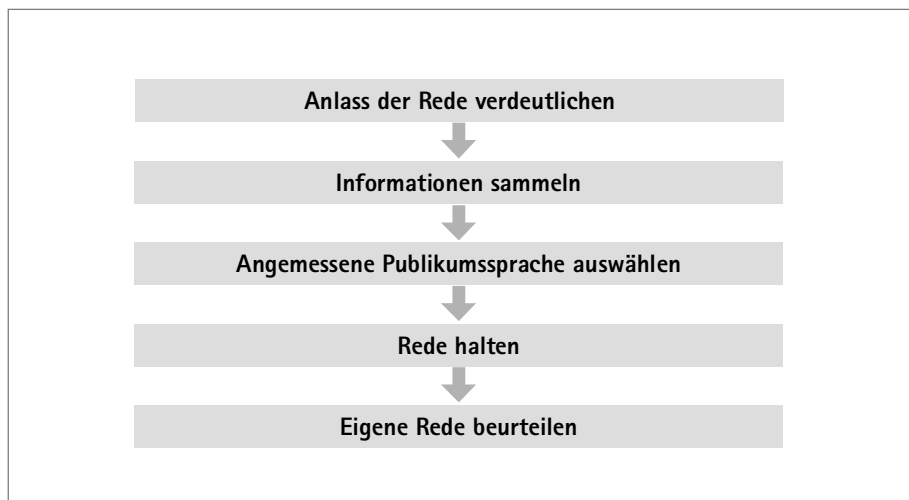 Anlass der Rede verdeutlichen
Informationen sammeln
Angemessene Publikumssprache auswählen
Rede halten
Eigene Rede beurteilen